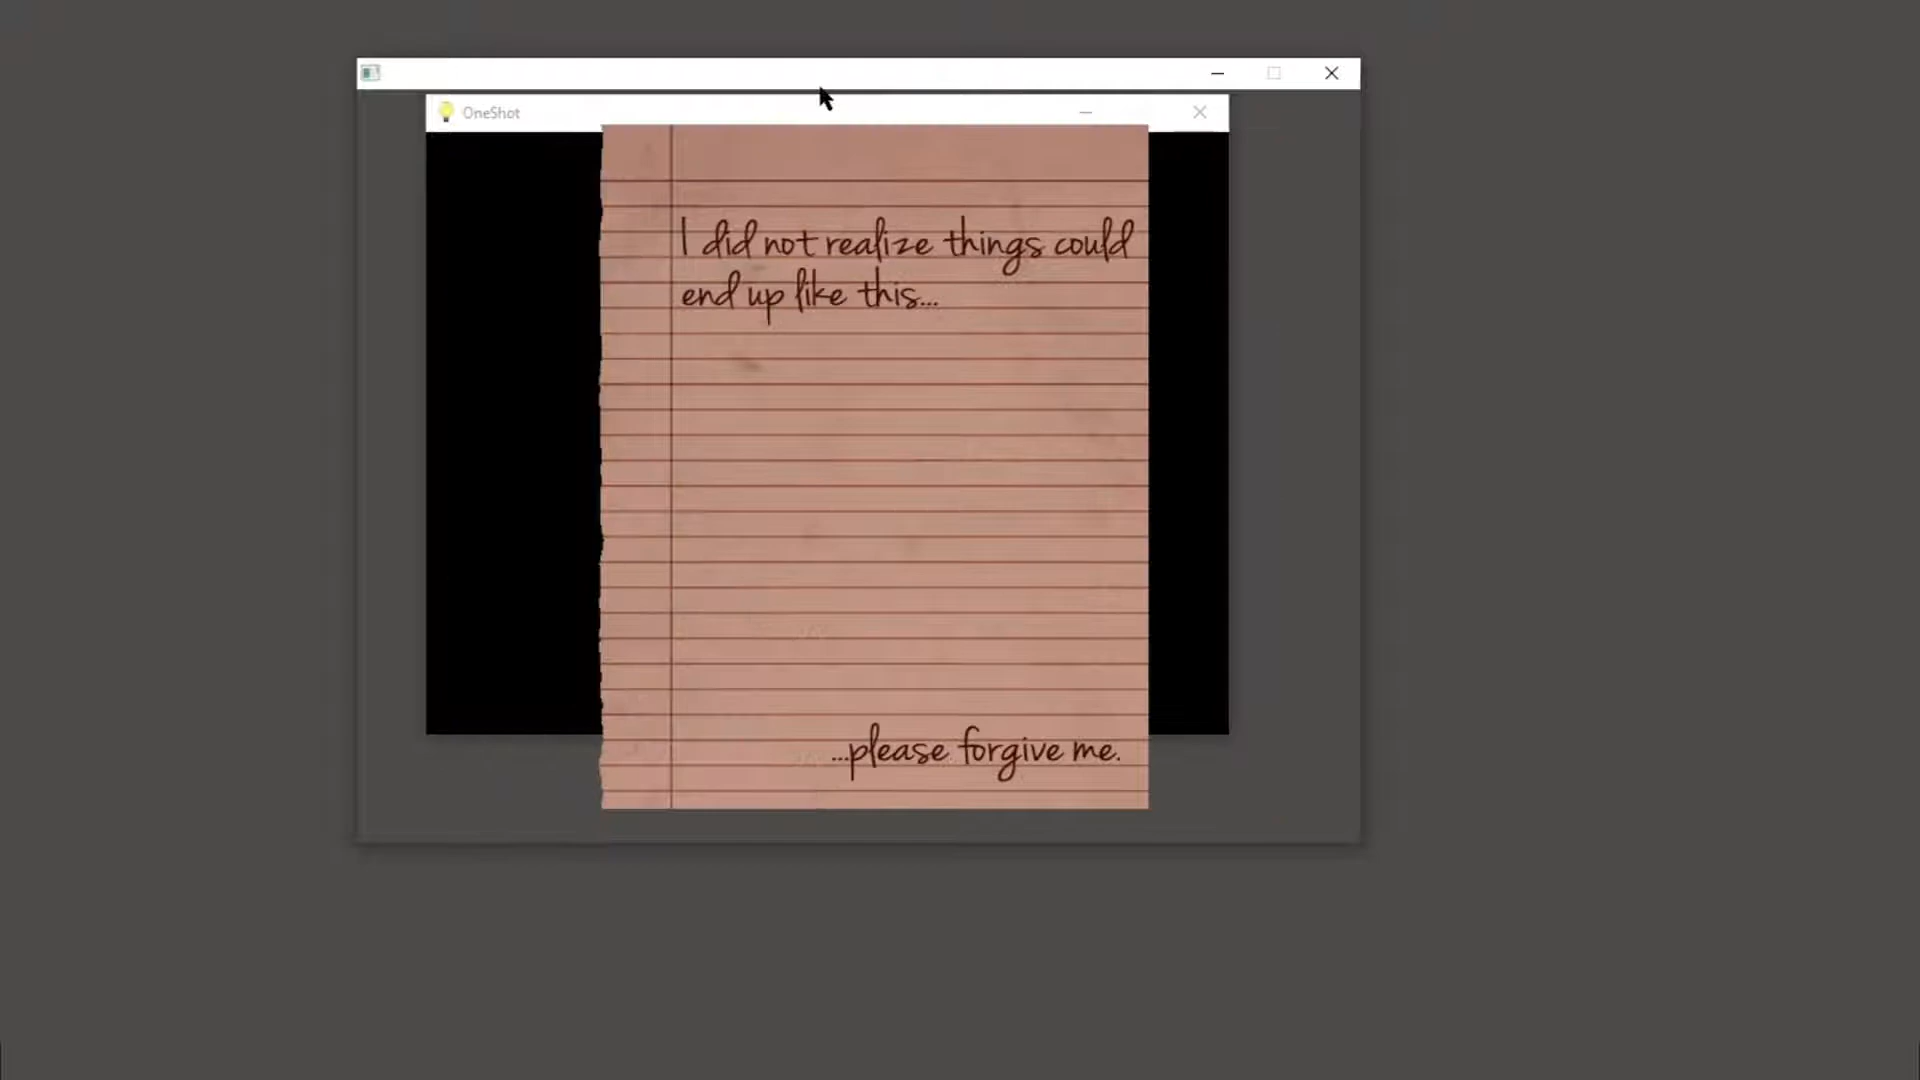 OneShot
I did not realize things could
end up like this...
...please forgive me.